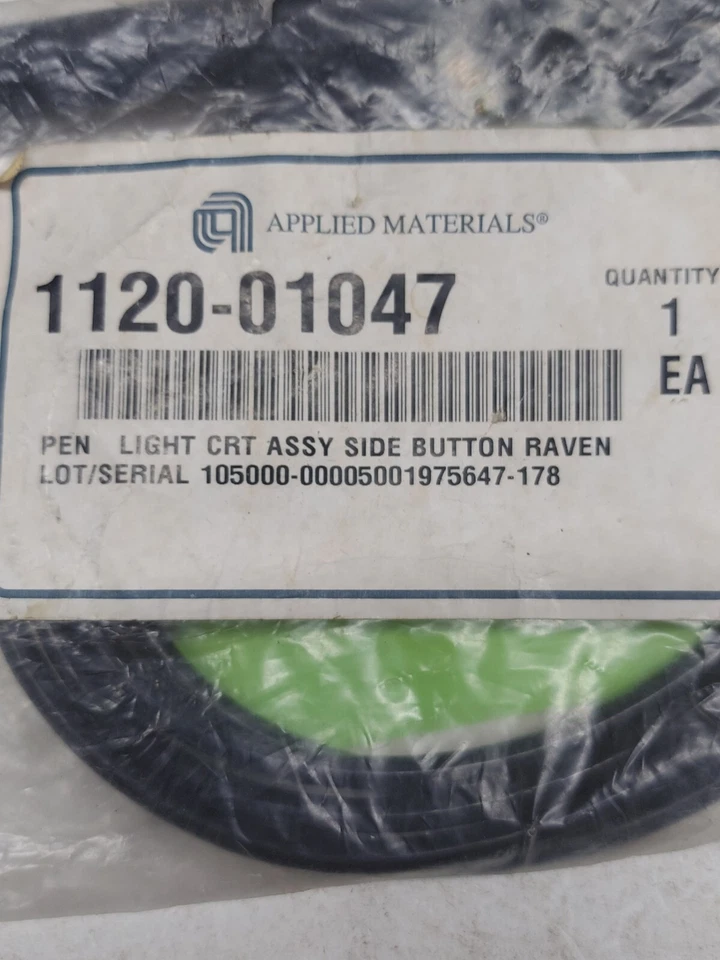 APPLIED MATERIALS®
1120-01047
QUANTITY
1
EA
PEN LIGHT CRT ASSY SIDE BUTTON RAVEN
LOT/SERIAL 105000-00005001975647-178